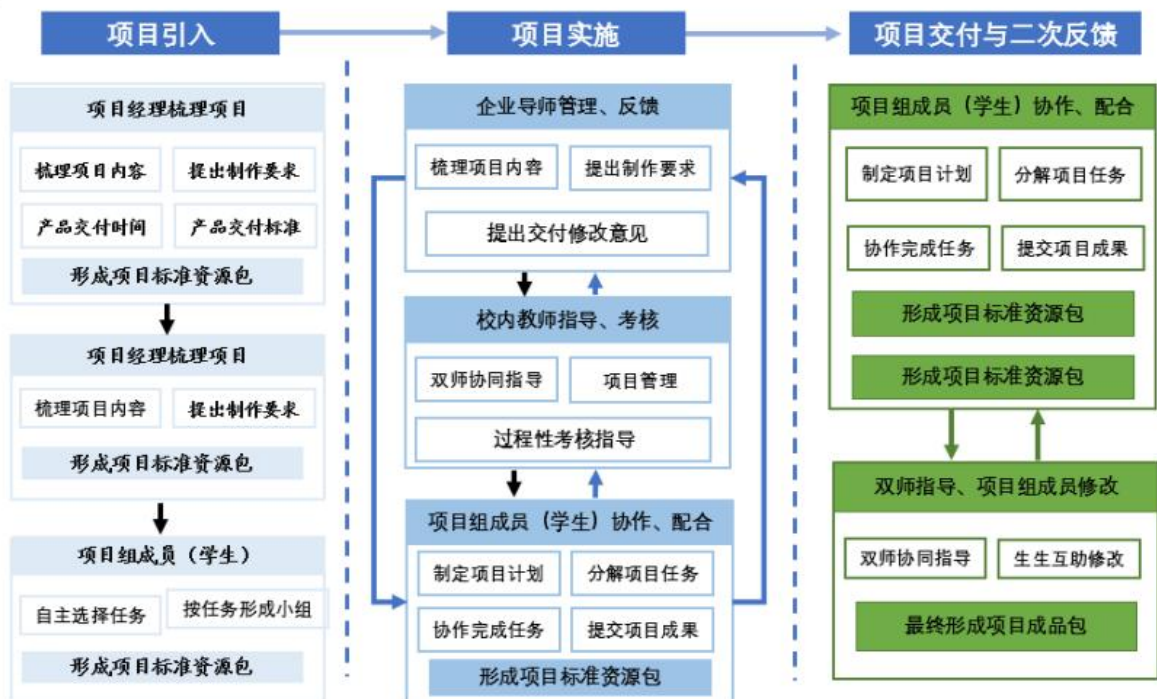 项目引入
项目实施
项目交付与二次反馈
项目经理梳理项目
梳理项目内容
提出制作要求
产品交付时间
产品交付标准
形成项目标准资源包
项目经理梳理项目
梳理项目内容
提出制作要求
形成项目标准资源包
项目组成员（学生）
自主选择任务
按任务形成小组
形成项目标准资源包
企业导师管理、反馈
梳理项目内容
提出制作要求
提出交付修改意见
校内教师指导、考核
双师协同指导
项目管理
过程性考核指导
项目组成员（学生）协作、配合
制定项目计划
分解项目任务
协作完成任务
提交项目成果
形成项目标准资源包
项目组成员（学生）协作、配合
制定项目计划
分解项目任务
协作完成任务
提交项目成果
形成项目标准资源包
形成项目标准资源包
双师指导、项目组成员修改
双师协同指导
生生互助修改
最终形成项目成品包